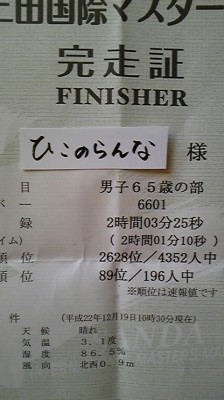 三田国際マスター
完走証
FINISHER
ひこのらんな 様
目 男子65歳の部
バー 6601
録 2時間03分25秒
イム) (2時間01分10秒)
順位 2628位/4352人中
順位 89位/196人中
※順位は速報値です
件 (平成22年12月19日10時30分現在)
天候 晴れ
気温 3.1度
湿度 86.5%
風向 北西0.9m